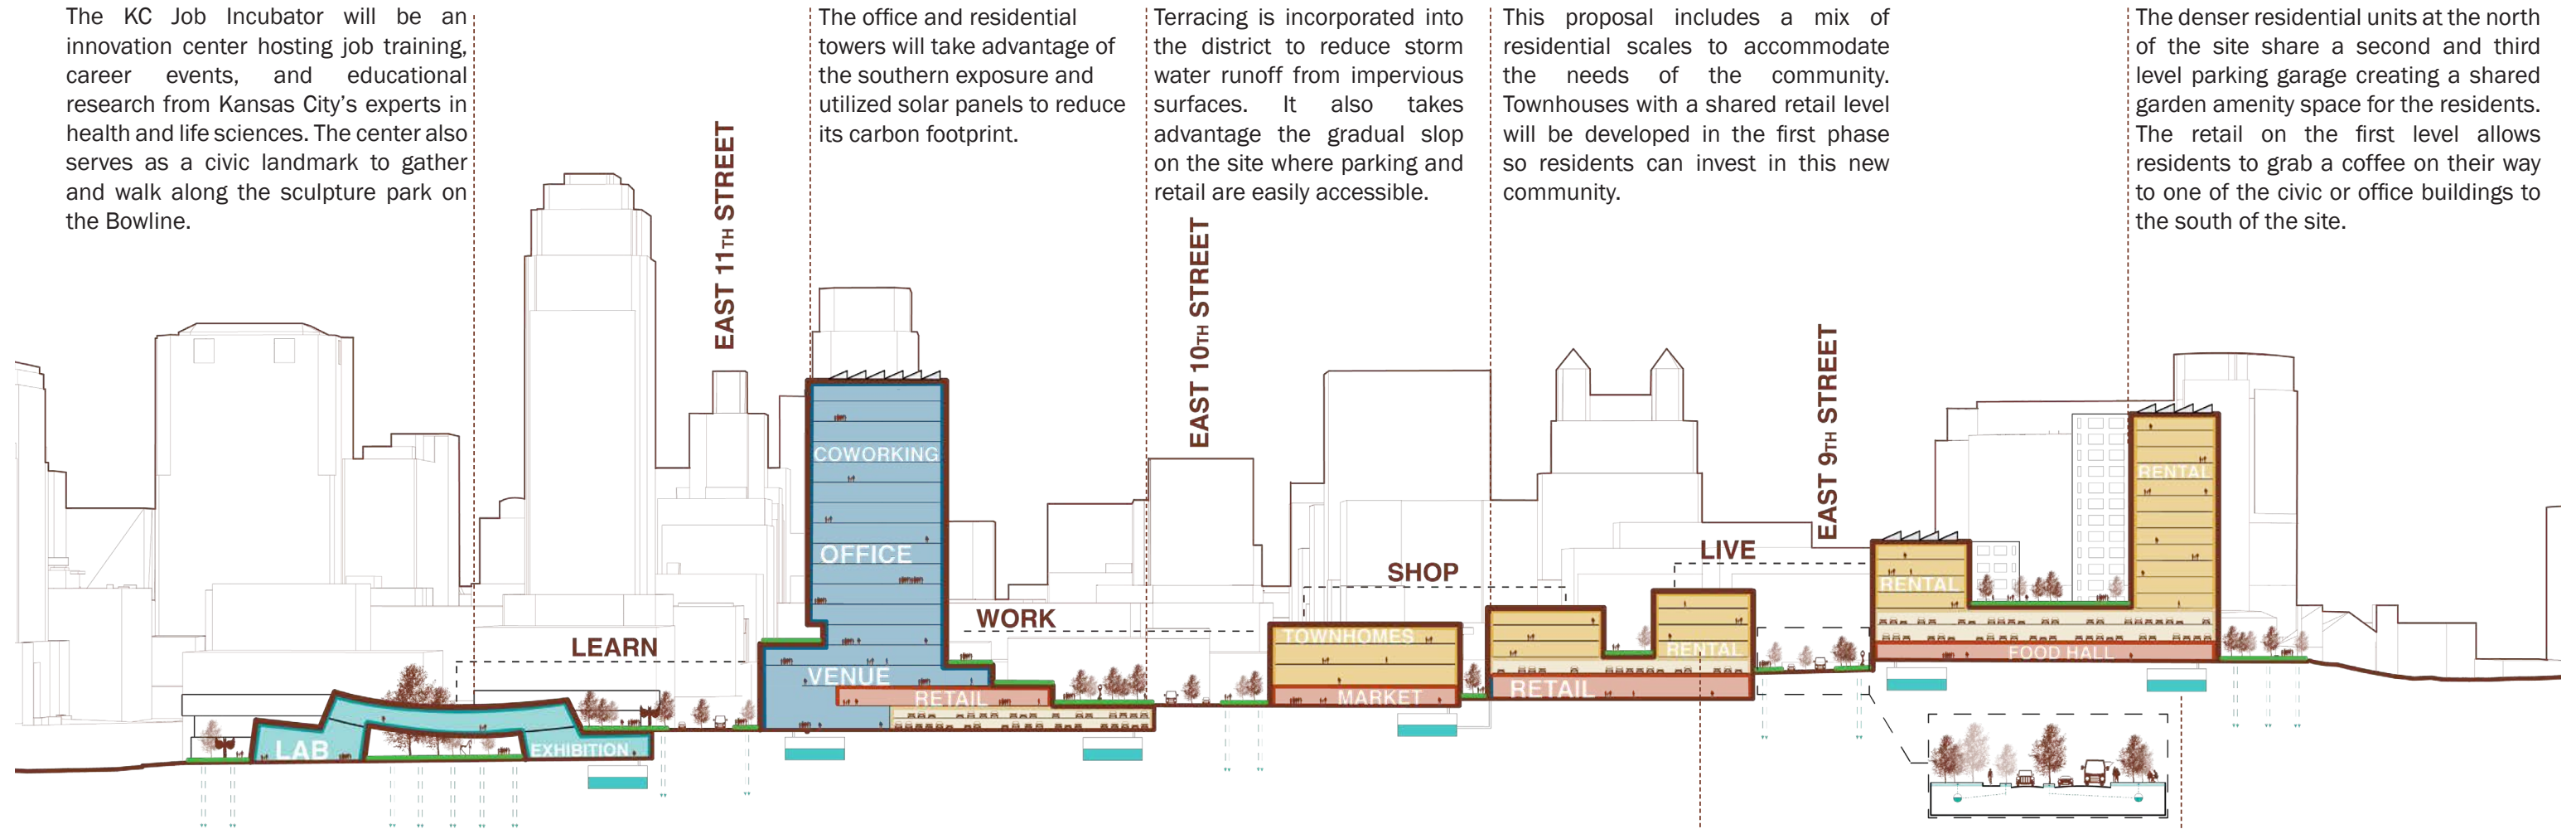 The KC Job Incubator will be an
innovation center hosting job training,
career events, and educational
research from Kansas City's experts in
health and life sciences. The center also
serves as a civic landmark to gather
and walk along the sculpture park on
the Bowline.
The office and residential
towers will take advantage of
the southern exposure and
utilized solar panels to reduce
its carbon footprint.
Terracing is incorporated into
the district to reduce storm
water runoff from impervious
surfaces. It also takes
advantage the gradual slop
on the site where parking and
retail are easily accessible.
This proposal includes a mix of
residential scales to accommodate
the needs of the community.
Townhouses with a shared retail level
will be developed in the first phase
so residents can invest in this new
community.
The denser residential units at the north
of the site share a second and third
level parking garage creating a shared
garden amenity space for the residents.
The retail on the first level allows
residents to grab a coffee on their way
to one of the civic or office buildings to
the south of the site.
EAST 11TH STREET
EAST 10TH STREET
EAST 9TH STREET
LEARN
WORK
SHOP
LIVE
LAB
EXHIBITION
COWORKING
OFFICE
VENUE
RETAIL
TOWNHOMES
MARKET
RENTAL
RETAIL
RENTAL
RENTAL
FOOD HALL